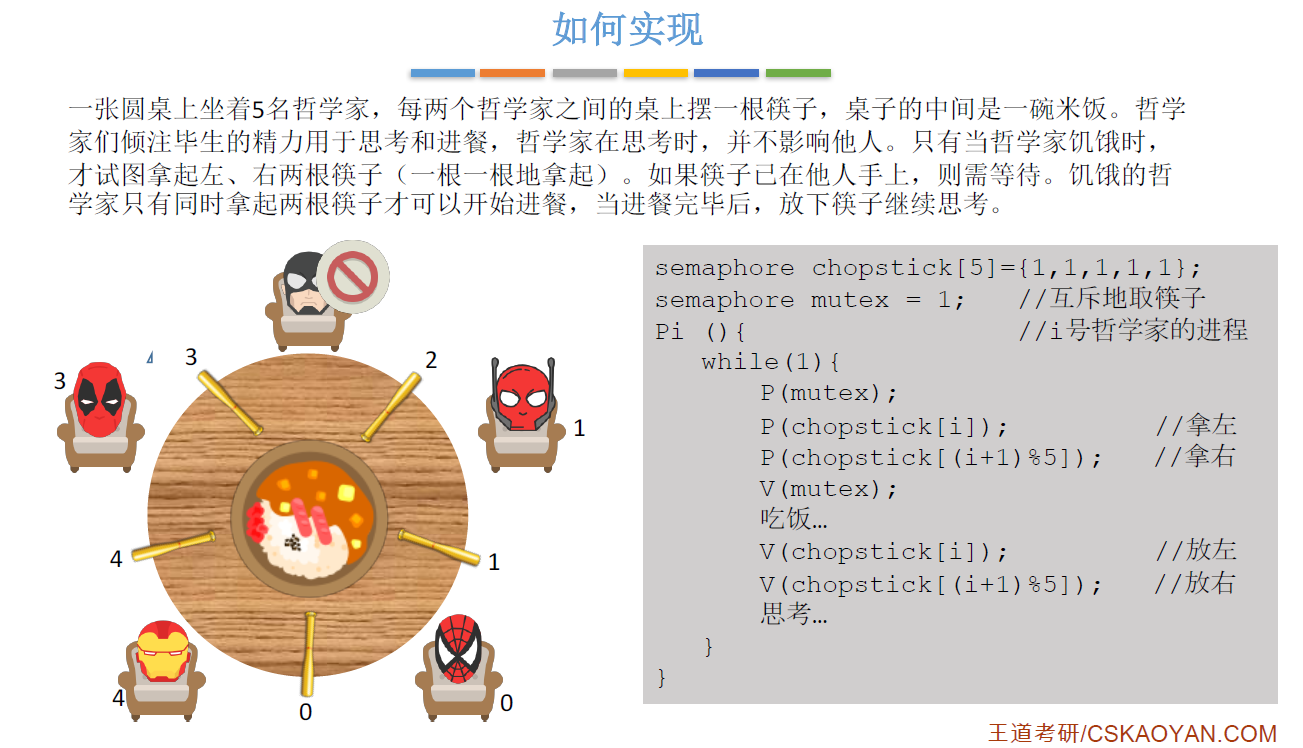 如何实现
一张圆桌上坐着5名哲学家，每两个哲学家之间的桌上摆一根筷子，桌子的中间是一碗米饭。哲学
家们倾注毕生的精力用于思考和进餐，哲学家在思考时，并不影响他人。只有当哲学家饥饿时，
才试图拿起左、右两根筷子（一根一根地拿起）。如果筷子已在他人手上，则需等待。饥饿的哲
学家只有同时拿起两根筷子才可以开始进餐，当进餐完毕后，放下筷子继续思考。
3
2
3
1
4
1
4
0
0
semaphore chopstick[5]={1,1,1,1,1};
semaphore mutex = 1; //互斥地取筷子
Pi (){ //i号哲学家的进程
while(1){
P(mutex);
P(chopstick[i]); //拿左
P(chopstick[(i+1)%5]); //拿右
V(mutex);
吃饭…
V(chopstick[i]); //放左
V(chopstick[(i+1)%5]); //放右
思考…
}
}
王道考研/CSKAOYAN.COM